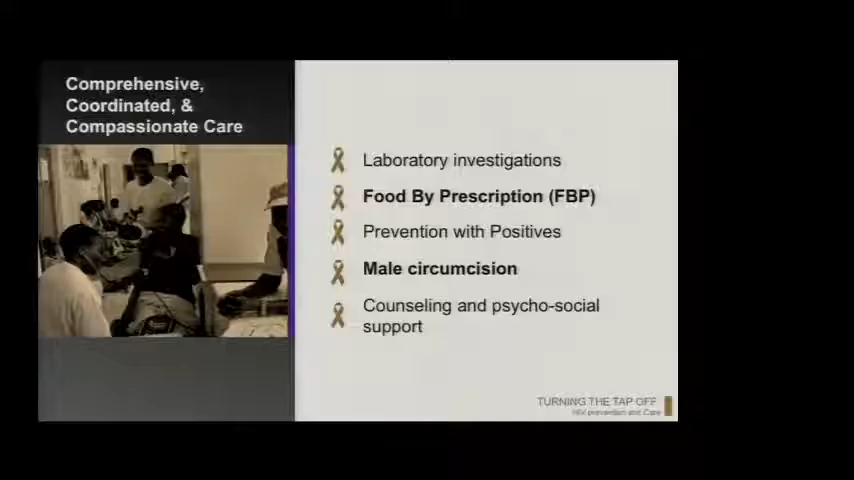 Comprehensive,
Coordinated, &
Compassionate Care
Laboratory investigations
Food By Prescription (FBP)
Prevention with Positives
Male circumcision
Counseling and psycho-social
support
TURNING THE TAP OFF
HIV prevention and Care